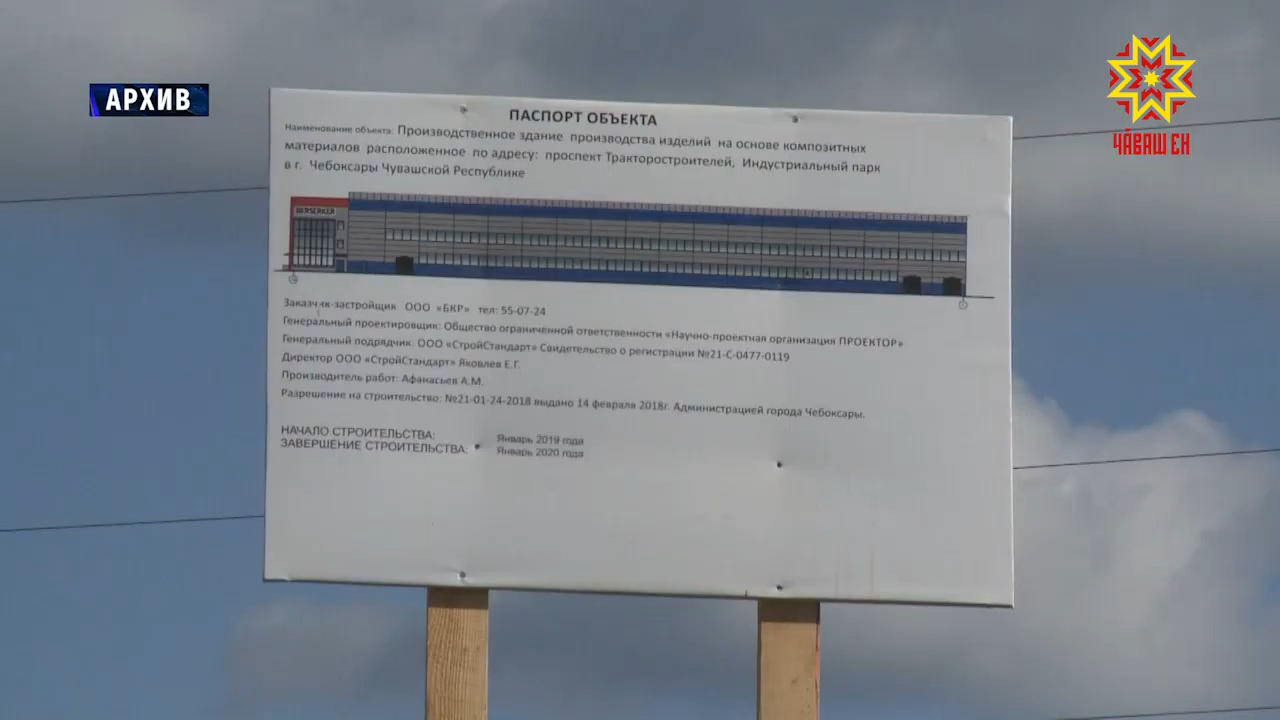 АРХИВ
ЧӐВАШ ЕН
ПАСПОРТ ОБЪЕКТА
Наименование объекта: Производственное здание производства изделий на основе композитных
материалов расположенное по адресу: проспект Тракторостроителей, Индустриальный парк
в г. Чебоксары Чувашской Республике
BERSERKER
Заказчик-застройщик ООО «БКР» тел: 55-07-24
Генеральный проектировщик: Общество ограниченной ответственности «Научно-проектная организация ПРОЕКТОР»
Генеральный подрядчик: ООО «СтройСтандарт» Свидетельство о регистрации №21-С-0477-0119
Директор ООО «СтройСтандарт» Яковлев Е.Г.
Производитель работ: Афанасьев А.М.
Разрешение на строительство: №21-01-24-2018 выдано 14 февраля 2018г. Администрацией города Чебоксары.
НАЧАЛО СТРОИТЕЛЬСТВА: Январь 2019 года
ЗАВЕРШЕНИЕ СТРОИТЕЛЬСТВА: Январь 2020 года